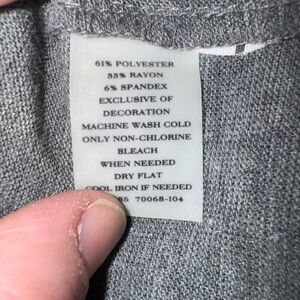 61% POLYESTER
33% RAYON
6% SPANDEX
EXCLUSIVE OF
DECORATION
MACHINE WASH COLD
ONLY NON-CHLORINE
BLEACH
WHEN NEEDED
DRY FLAT
COOL IRON IF NEEDED
85 70068-104